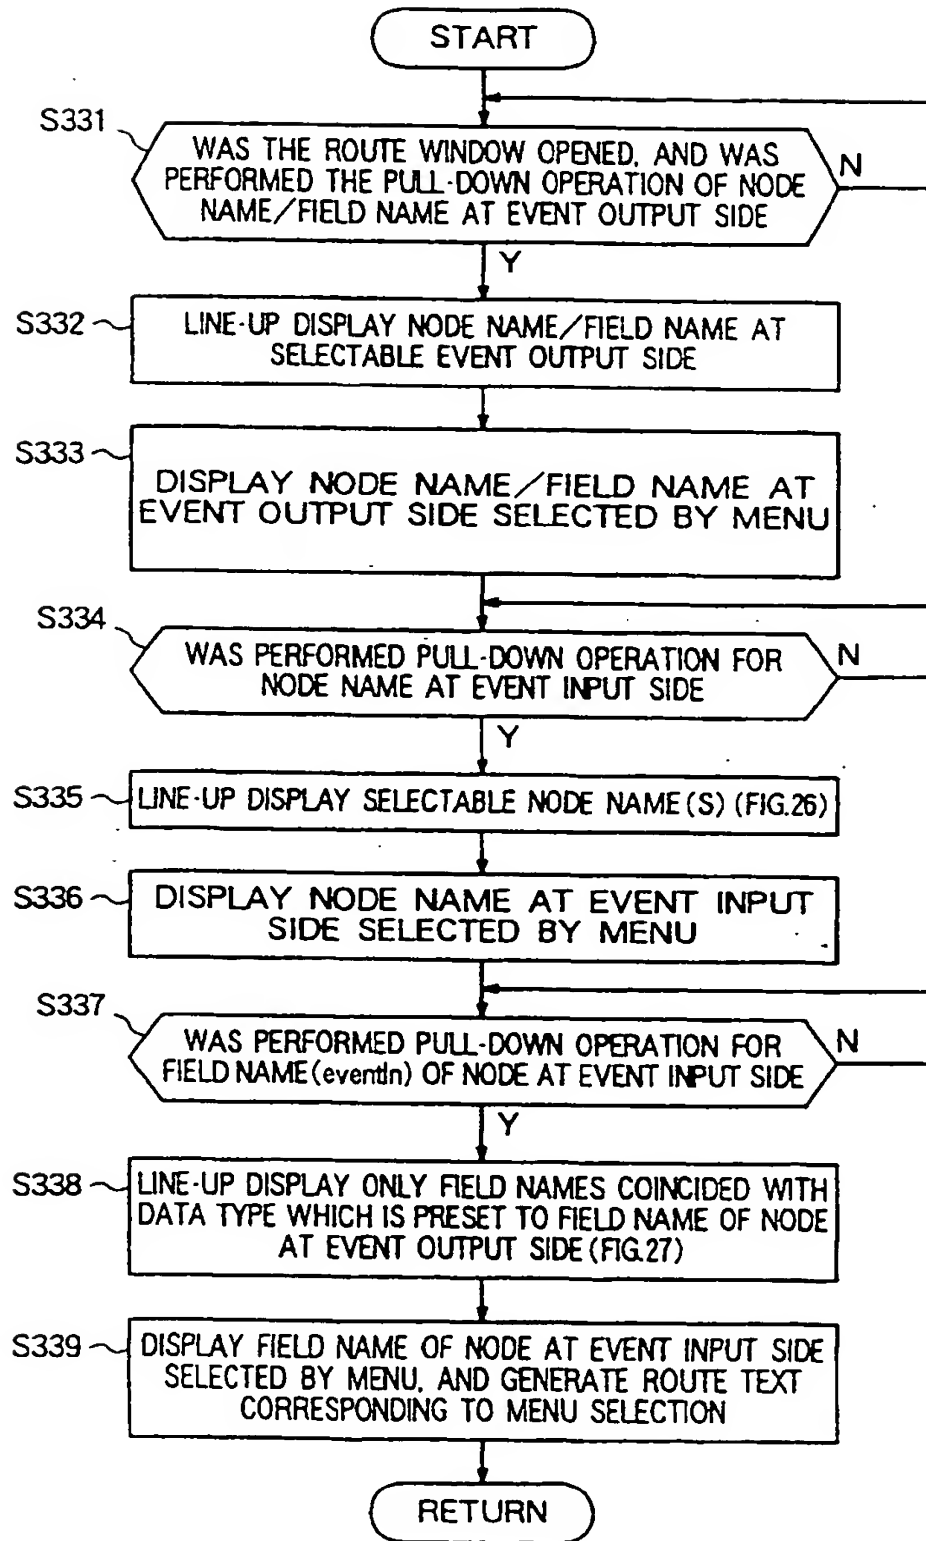 START
S331
WAS THE ROUTE WINDOW OPENED, AND WAS
PERFORMED THE PULL-DOWN OPERATION OF NODE
NAME/FIELD NAME AT EVENT OUTPUT SIDE
N
Y
S332
LINE-UP DISPLAY NODE NAME/FIELD NAME AT
SELECTABLE EVENT OUTPUT SIDE
S333
DISPLAY NODE NAME/FIELD NAME AT
EVENT OUTPUT SIDE SELECTED BY MENU
S334
WAS PERFORMED PULL-DOWN OPERATION FOR
NODE NAME AT EVENT INPUT SIDE
N
Y
S335
LINE-UP DISPLAY SELECTABLE NODE NAME(S) (FIG.26)
S336
DISPLAY NODE NAME AT EVENT INPUT
SIDE SELECTED BY MENU
S337
WAS PERFORMED PULL-DOWN OPERATION FOR
FIELD NAME(eventIn) OF NODE AT EVENT INPUT SIDE
N
Y
S338
LINE-UP DISPLAY ONLY FIELD NAMES COINCIDED WITH
DATA TYPE WHICH IS PRESET TO FIELD NAME OF NODE
AT EVENT OUTPUT SIDE(FIG.27)
S339
DISPLAY FIELD NAME OF NODE AT EVENT INPUT SIDE
SELECTED BY MENU, AND GENERATE ROUTE TEXT
CORRESPONDING TO MENU SELECTION
RETURN